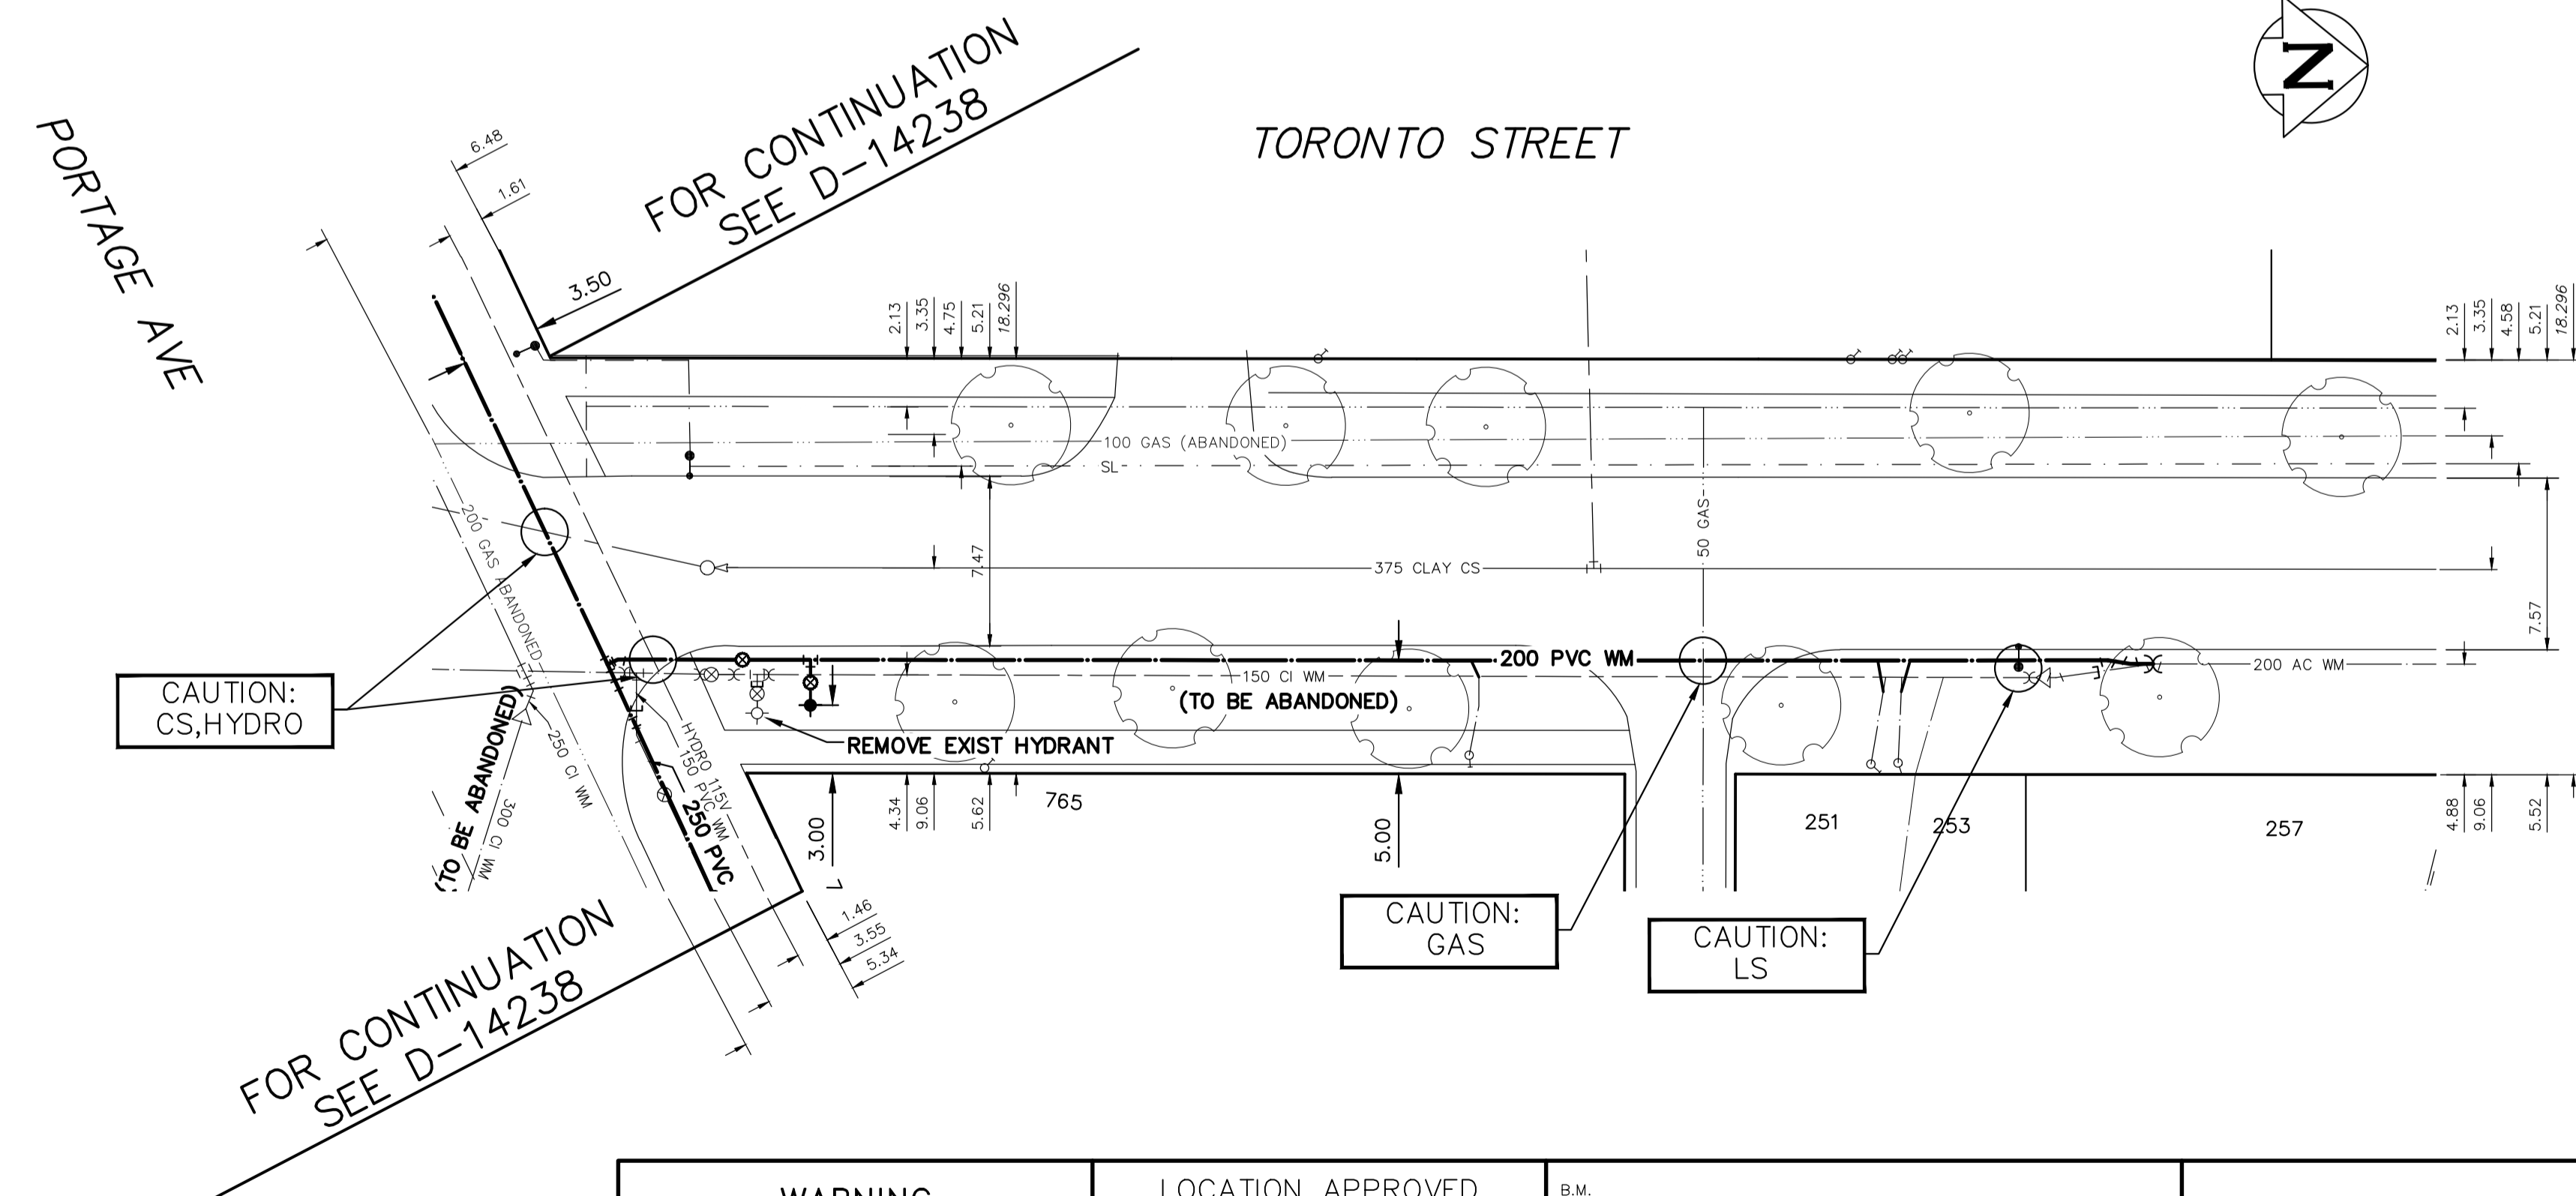 PORTAGE AVE
6.48
1.61
FOR CONTINUATION
SEE D-14238
TORONTO STREET
N
3.50
2.13
3.35
4.75
5.21
18.296
2.13
3.35
4.58
5.21
18.296
100 GAS (ABANDONED)
SL
200 GAS ABANDONED
50 GAS
7.47
375 CLAY CS
7.57
CAUTION:
CS,HYDRO
200 PVC WM
150 CI WM
(TO BE ABANDONED)
200 AC WM
REMOVE EXIST HYDRANT
(TO BE ABANDONED)
300 CI WM
250 CI WM
HYDRO 115V
150 PVC WM
250 PVC
3.00
7
4.34
9.06
5.62
765
5.00
251
253
257
4.88
9.06
5.52
1.46
3.55
5.34
CAUTION:
GAS
CAUTION:
LS
FOR CONTINUATION
SEE D-14238
WARNING
LOCATION APPROVED
B.M.